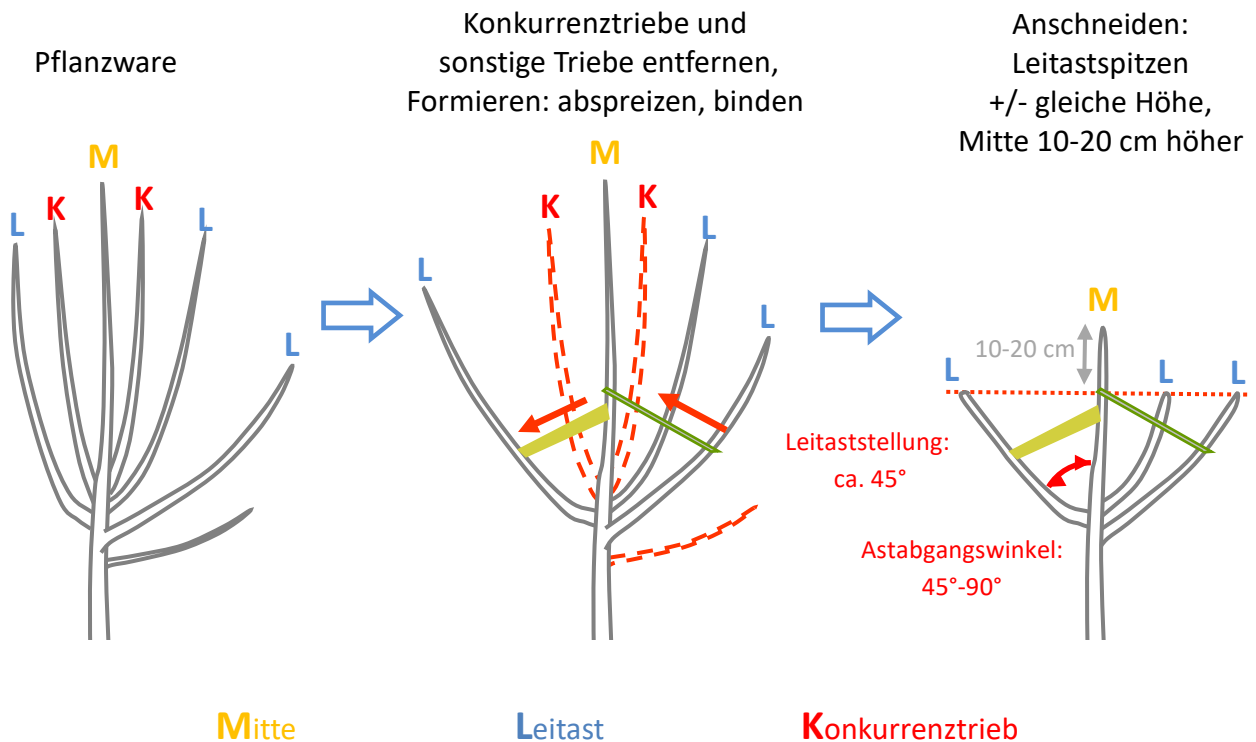 Pflanzware
Konkurrenztriebe und
sonstige Triebe entfernen,
Formieren: abspreizen, binden
Anschneiden:
Leitastspitzen
+/- gleiche Höhe,
Mitte 10-20 cm höher
M
K
K
L
L
L
M
K
K
L
L
L
M
10-20 cm
L
L
L
Leitaststellung:
ca. 45°
Astabgangswinkel:
45°-90°
Mitte
Leitast
Konkurrenztrieb